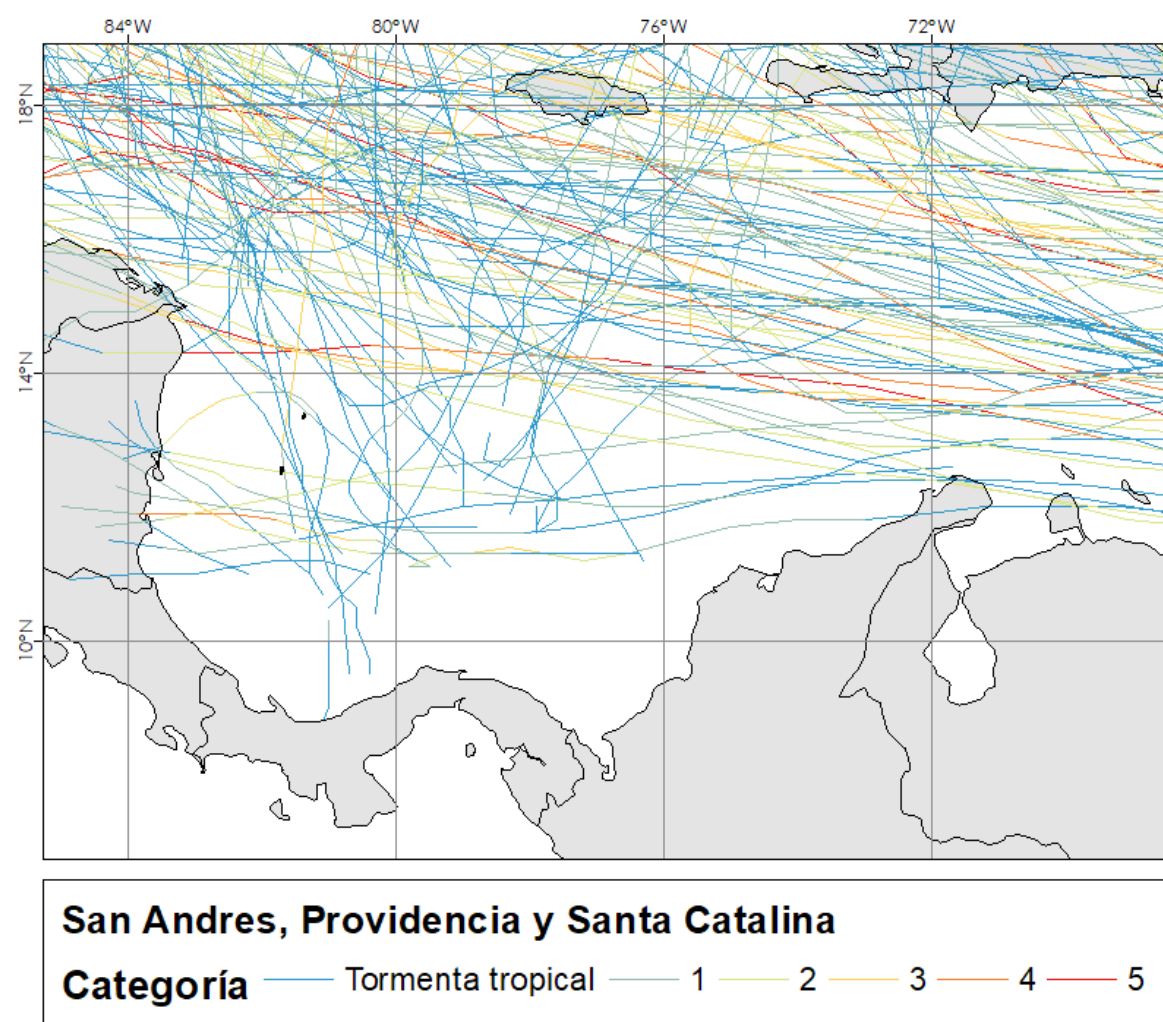 84°W 80°W 76°W 72°W
18°N
14°N
10°N
San Andres, Providencia y Santa Catalina
Categoría Tormenta tropical 1 2 3 4 5